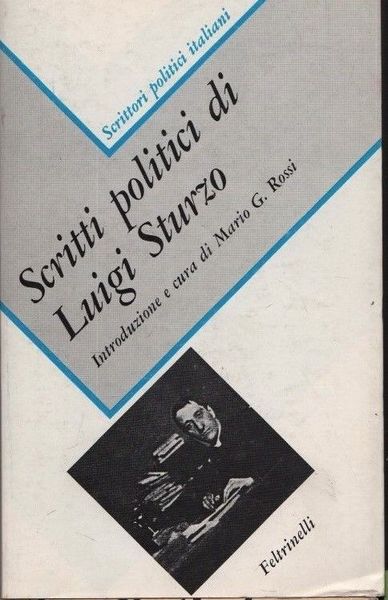 Scrittori politici italiani
Scritti politici di
Luigi Sturzo
Introduzione e cura di Mario G. Rossi
Feltrinelli